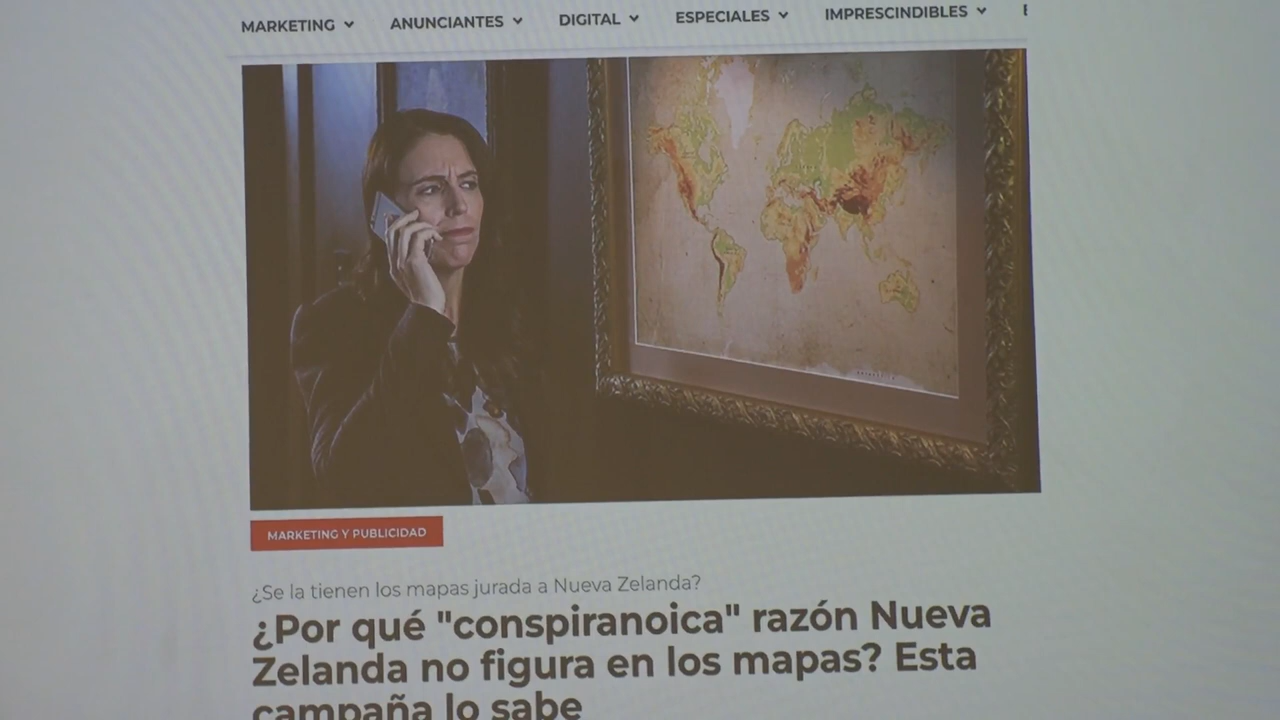 MARKETING ANUNCIANTES DIGITAL ESPECIALES IMPRESCINDIBLES
MARKETING Y PUBLICIDAD
¿Se la tienen los mapas jurada a Nueva Zelanda?
¿Por qué "conspiranoica" razón Nueva
Zelanda no figura en los mapas? Esta
campaña lo sabe